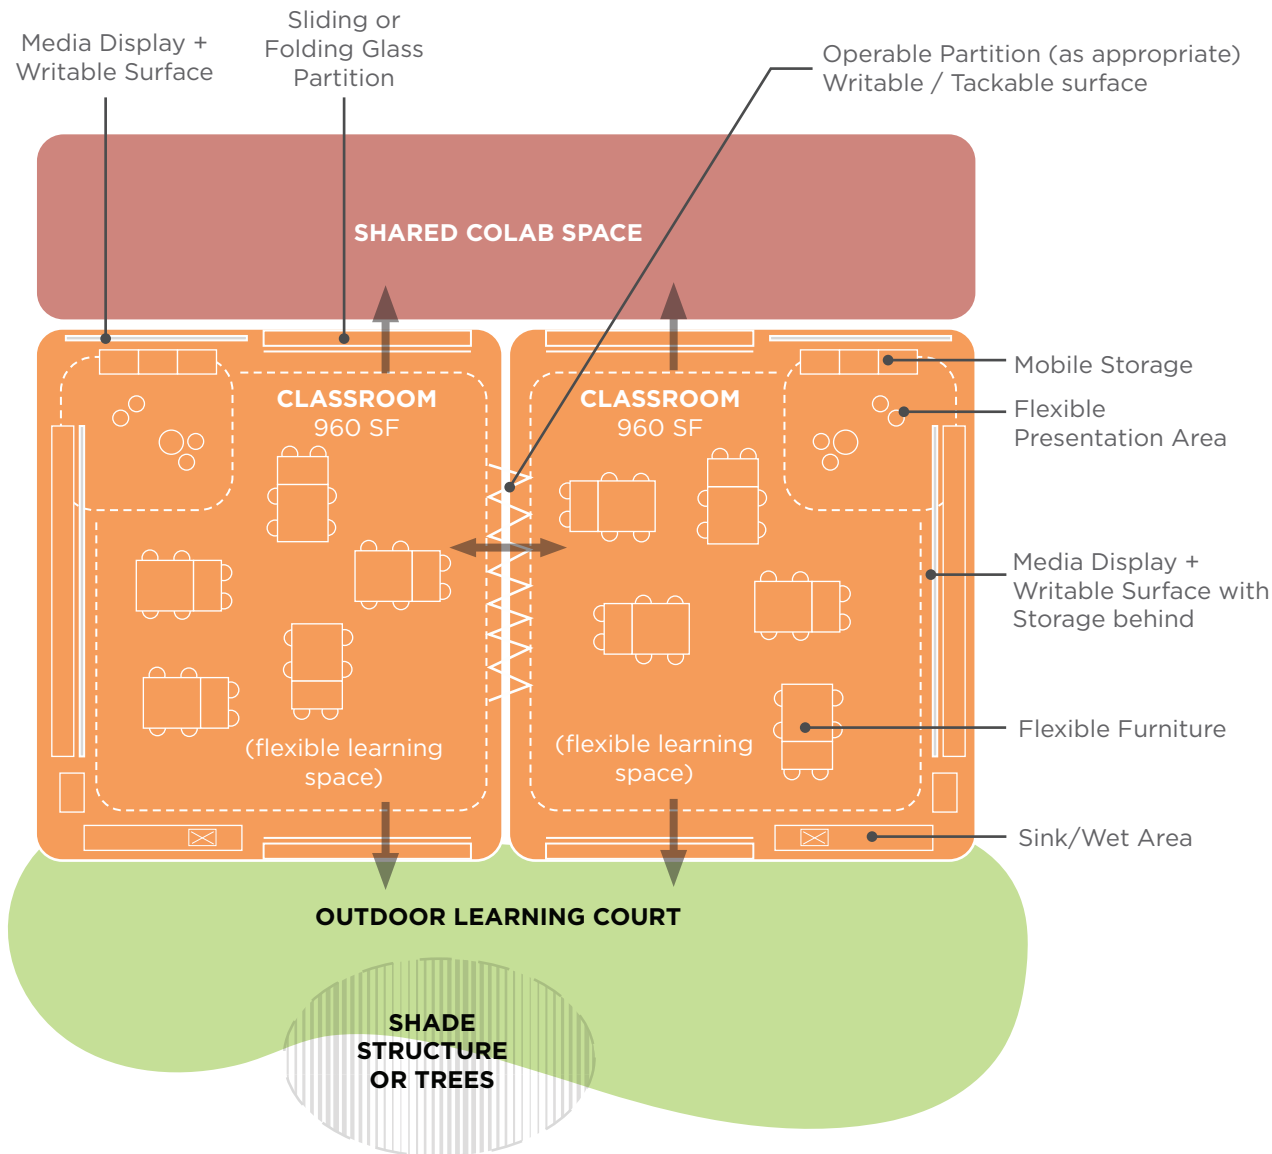 Media Display +
Writable Surface
Sliding or
Folding Glass
Partition
Operable Partition (as appropriate)
Writable / Tackable surface
SHARED COLAB SPACE
CLASSROOM
960 SF
CLASSROOM
960 SF
Mobile Storage
Flexible
Presentation Area
Media Display +
Writable Surface with
Storage behind
Flexible Furniture
(flexible learning
space)
(flexible learning
space)
Sink/Wet Area
OUTDOOR LEARNING COURT
SHADE
STRUCTURE
OR TREES